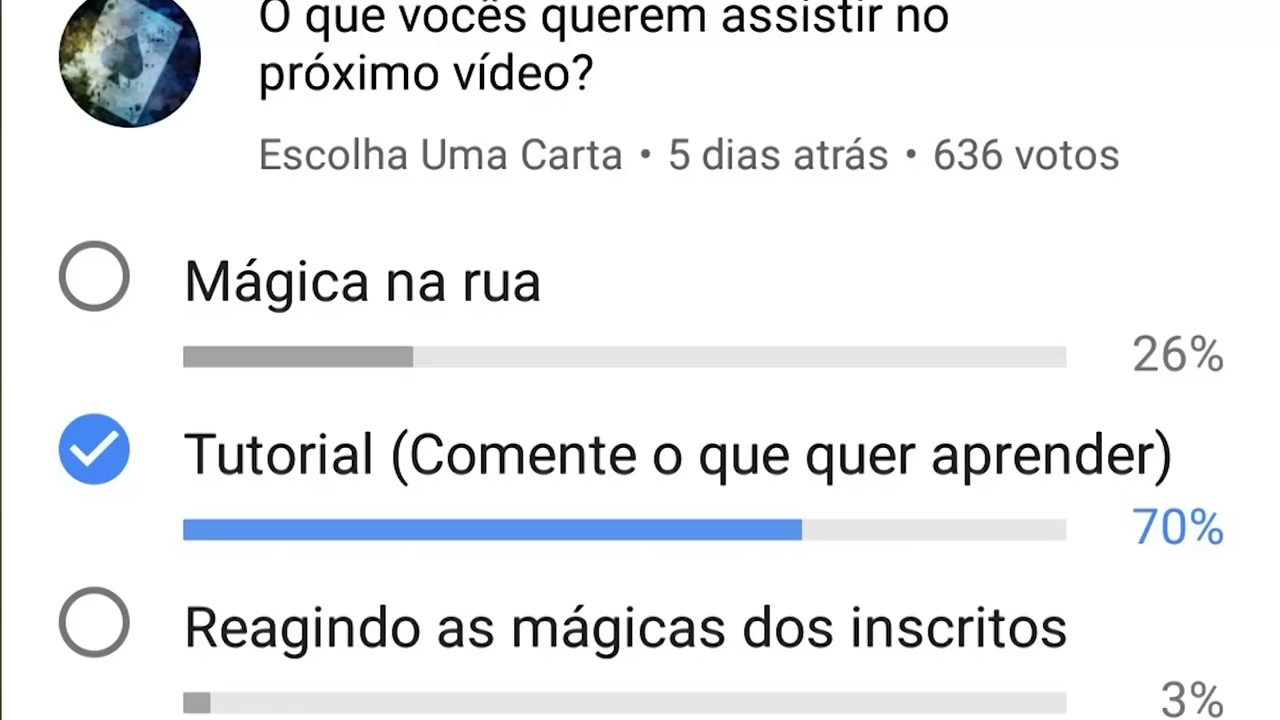 O que vocês querem assistir no
próximo vídeo?
Escolha Uma Carta • 5 dias atrás • 636 votos
Mágica na rua
26%
Tutorial (Comente o que quer aprender)
70%
Reagindo as mágicas dos inscritos
3%